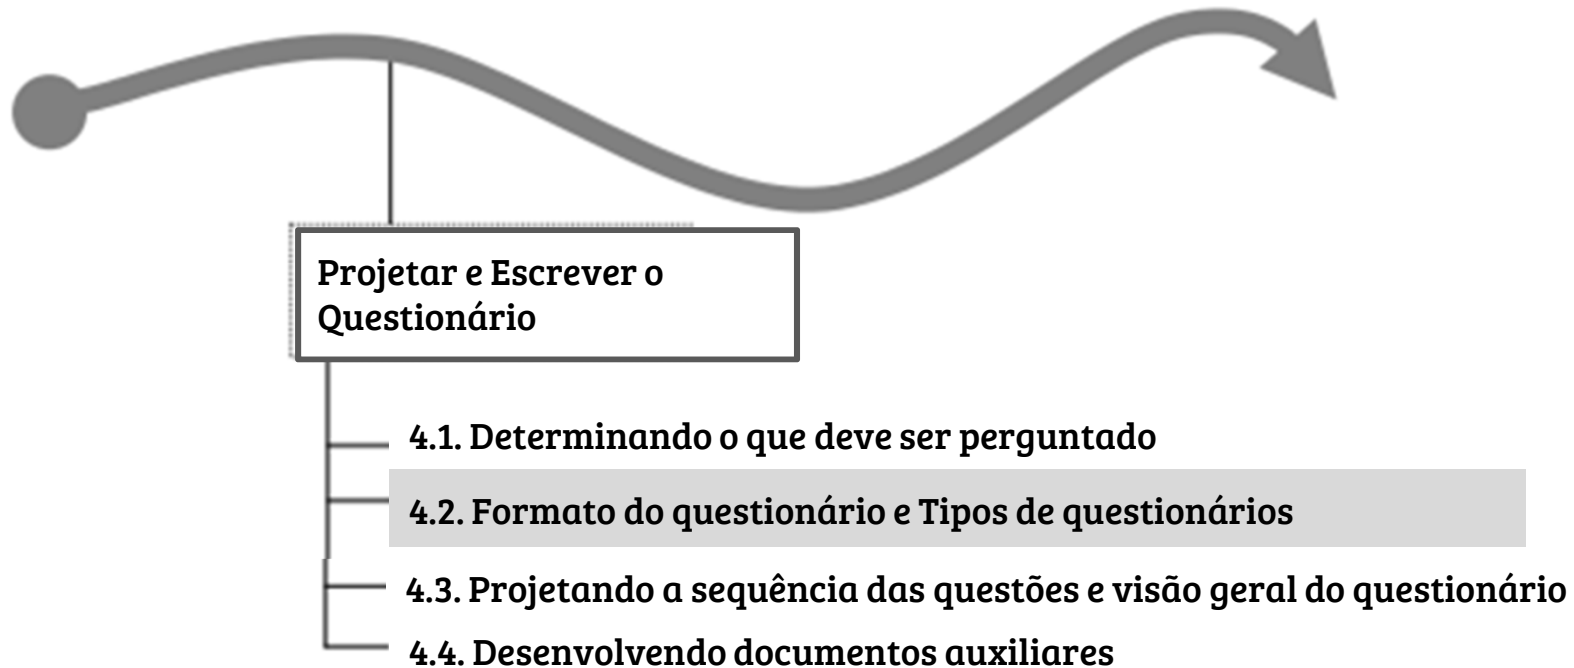 Projetar e Escrever o
Questionário
4.1. Determinando o que deve ser perguntado
4.2. Formato do questionário e Tipos de questionários
4.3. Projetando a sequência das questões e visão geral do questionário
4.4. Desenvolvendo documentos auxiliares